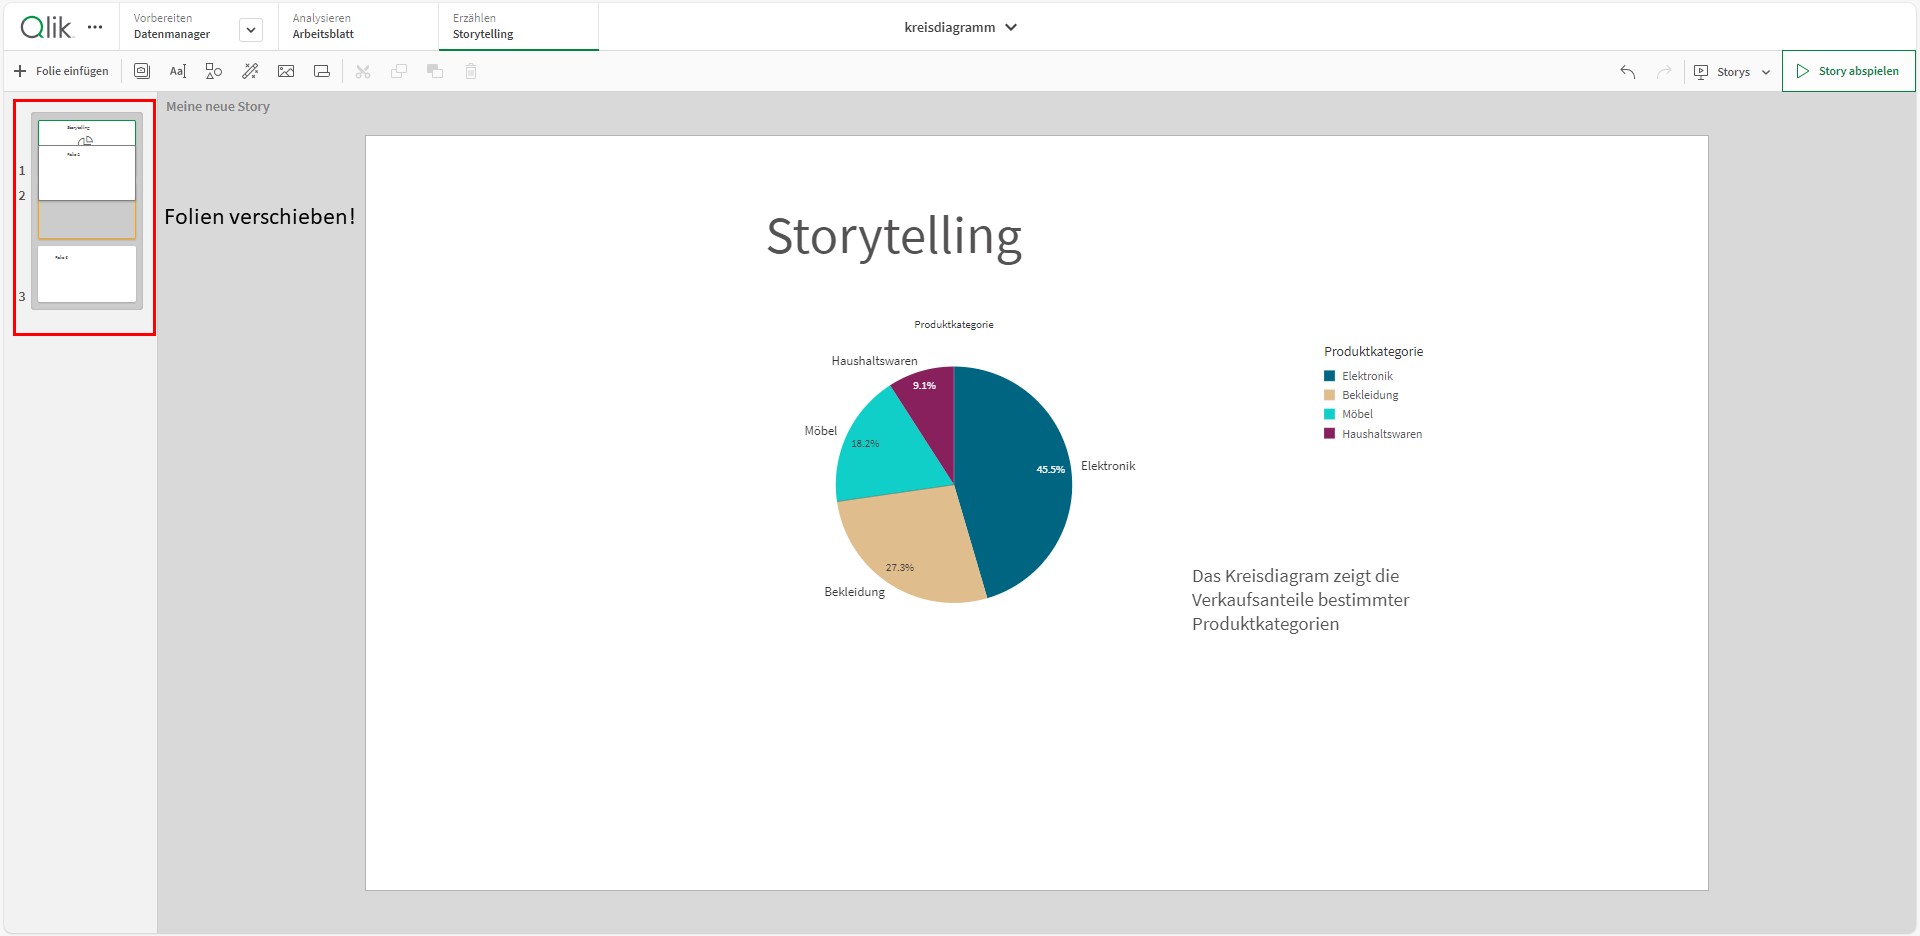 Qlik
Vorbereiten
Datenmanager
Analysieren
Arbeitsblatt
Erzählen
Storytelling
kreisdiagramm
Folie einfügen
Aa
Storys
Story abspielen
Meine neue Story
Storytelling
1
2
3
Folien verschieben!
Storytelling
Produktkategorie
Haushaltswaren
9.1%
Möbel
18.2%
45.5%
Elektronik
27.3%
Bekleidung
Produktkategorie
Elektronik
Bekleidung
Möbel
Haushaltswaren
Das Kreisdiagram zeigt die
Verkaufsanteile bestimmter
Produktkategorien